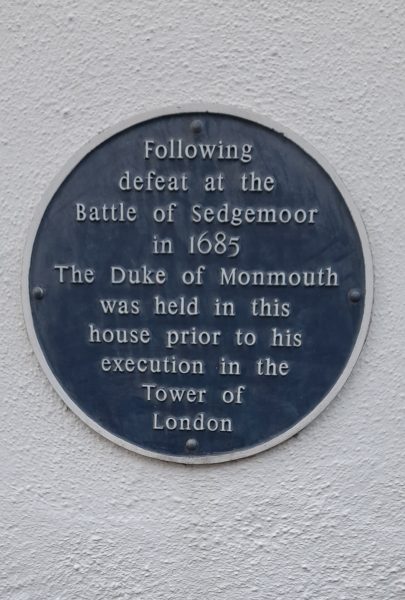 Following
defeat at the
Battle of Sedgemoor
in 1685
The Duke of Monmouth
was held in this
house prior to his
execution in the
Tower of
London